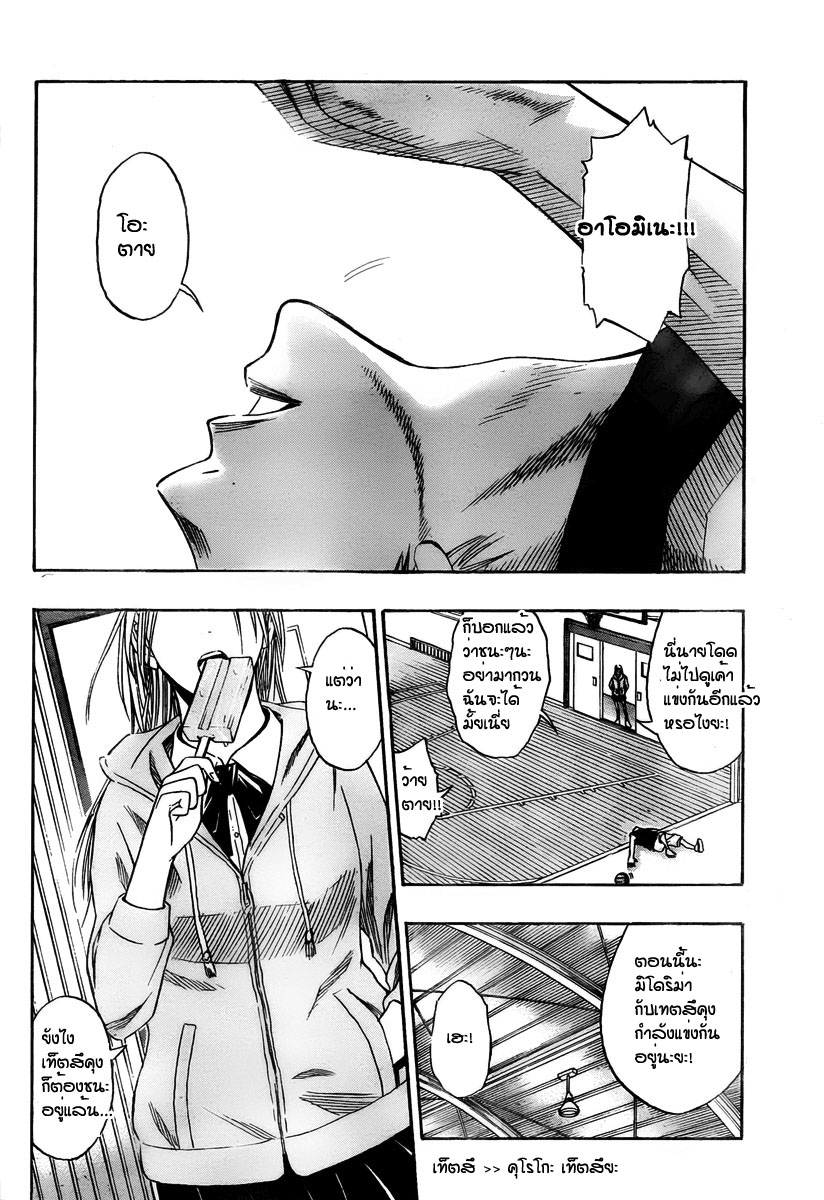 อาโอมิเนะ!!!
โอะ
ตาย
นี่นายโดด
ไม่ไปดูเค้า
แข่งกันอีกแล้ว
หรอไงยะ!
ก็บอกแล้ว
ว่าชนะๆนะ
อย่ามากวน
ฉันจะได้
มั้ยเนี่ย
ว้าย
ตาย!!
ตอนนี้นะ
มิโดริม่า
กับเทตสึคุง
กำลังแข่งกัน
อยู่นะยะ!
เฮะ!
แต่ว่า
นะ...
ยังไง
เท็ตสึคุง
ก็ต้องชนะ
อยู่แล้น...
เท็ตสึ >> คุโรโกะ เท็ตสึยะ